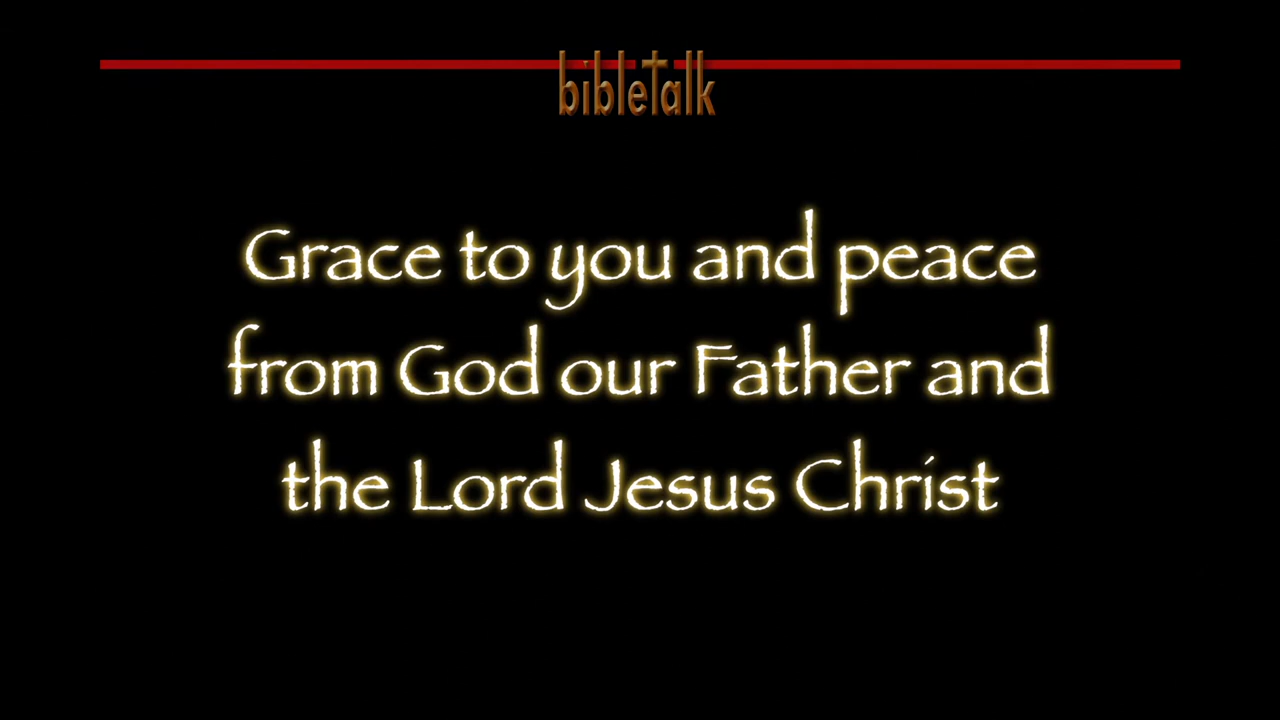 bibleTalk
Grace to you and peace
from God our Father and
the Lord Jesus Christ